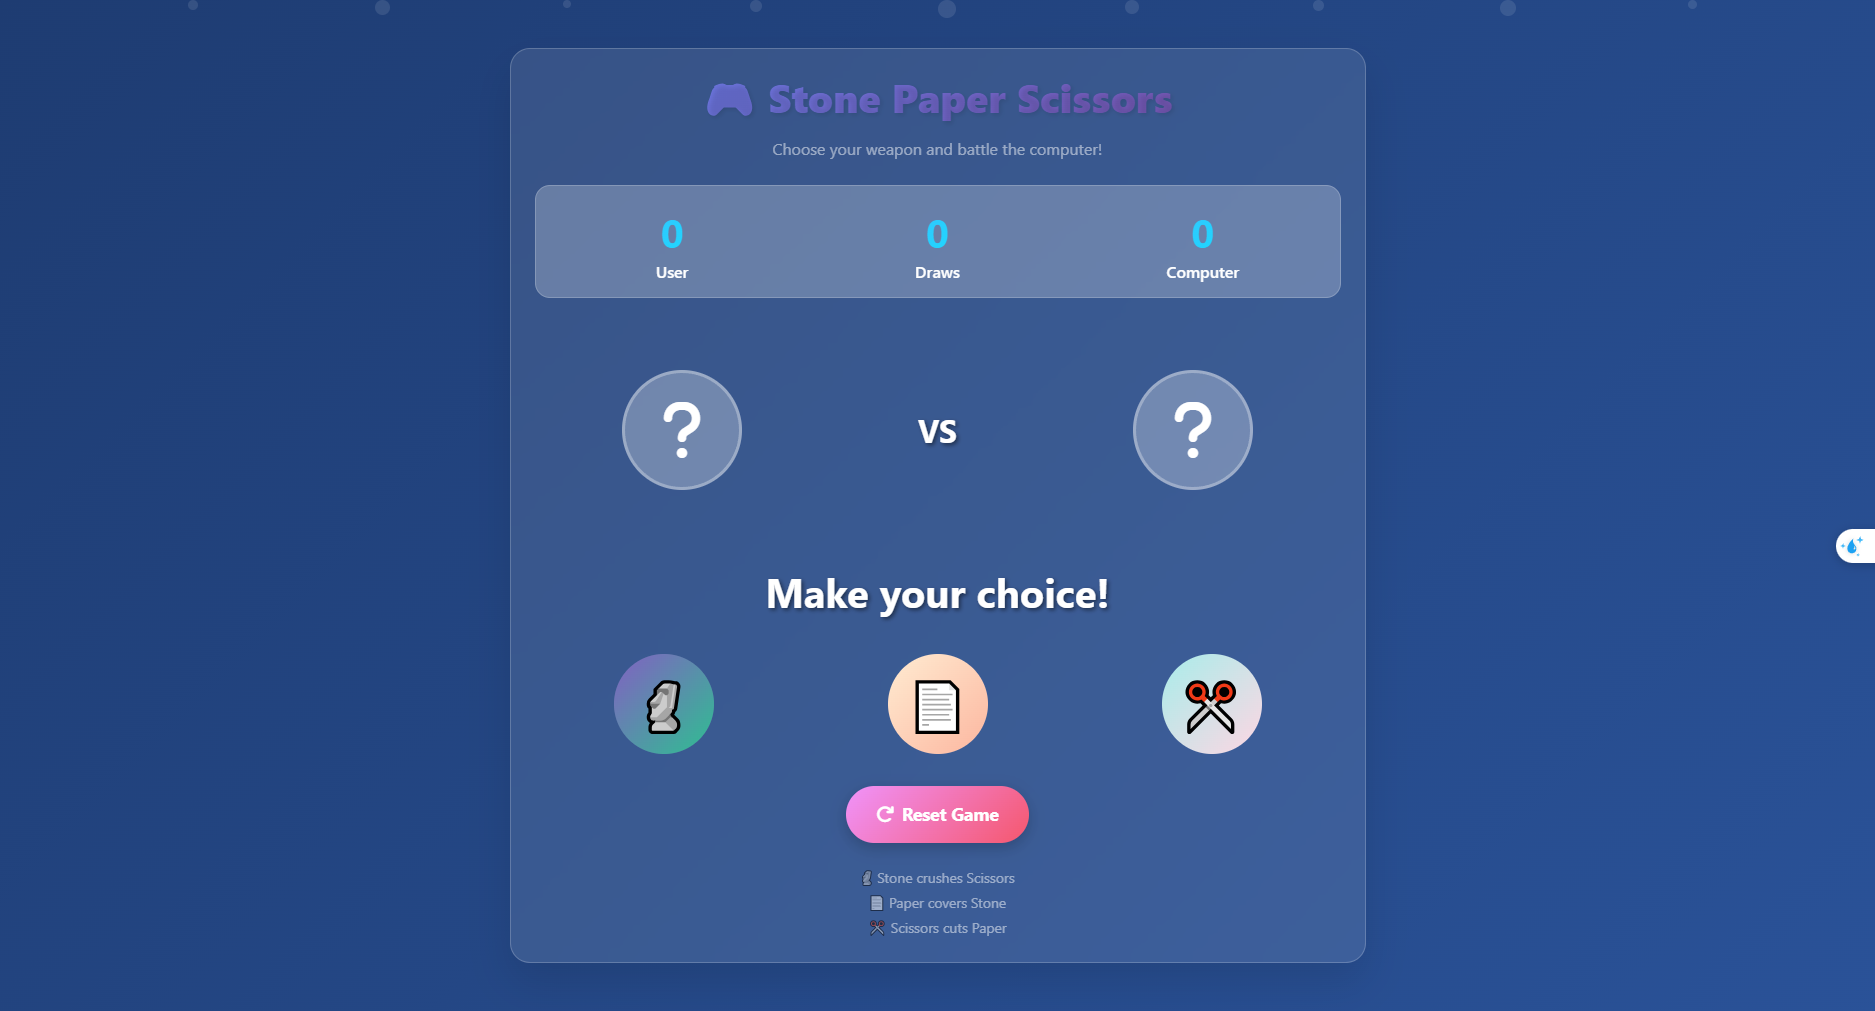 Stone Paper Scissors
Choose your weapon and battle the computer!
0 0 0
User Draws Computer
? VS ?
Make your choice!
Reset Game
Stone crushes Scissors
Paper covers Stone
Scissors cuts Paper